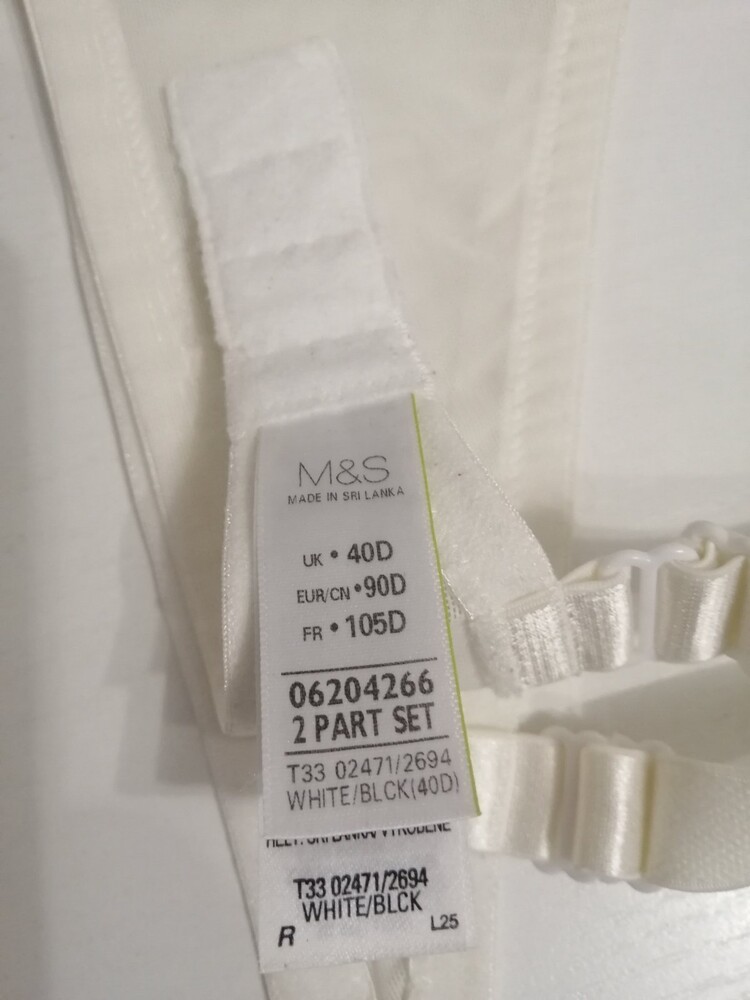 M&S
MADE IN SRI LANKA
UK • 40D
EUR/CN • 90D
FR • 105D
06204266
2 PART SET
T33 02471/2694
WHITE/BLCK(40D)
T33 02471/2694
WHITE/BLCK
R L25